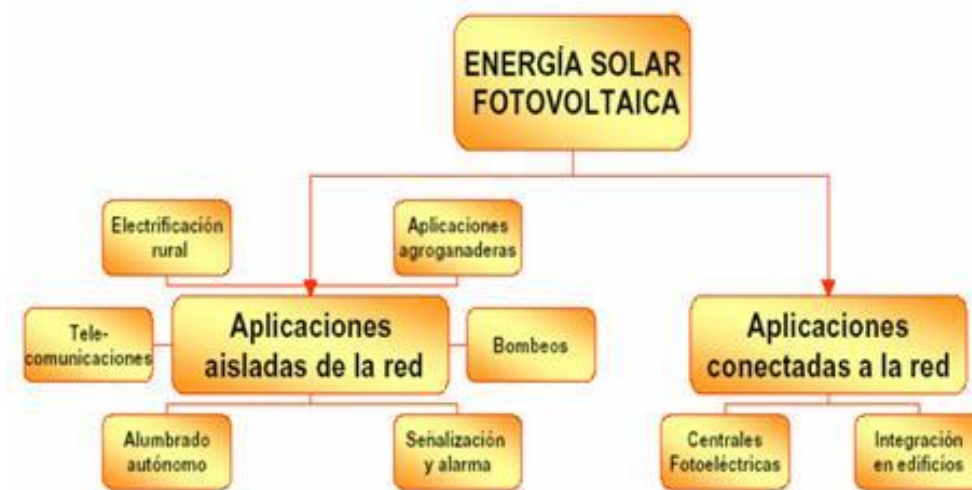 ENERGÍA SOLAR
FOTOVOLTAICA
Electrificación
rural
Aplicaciones
agroganaderas
Tele-
comunicaciones
Aplicaciones
aisladas de la red
Bombeos
Aplicaciones
conectadas a la red
Alumbrado
autónomo
Señalización
y alarma
Centrales
Fotoeléctricas
Integración
en edificios